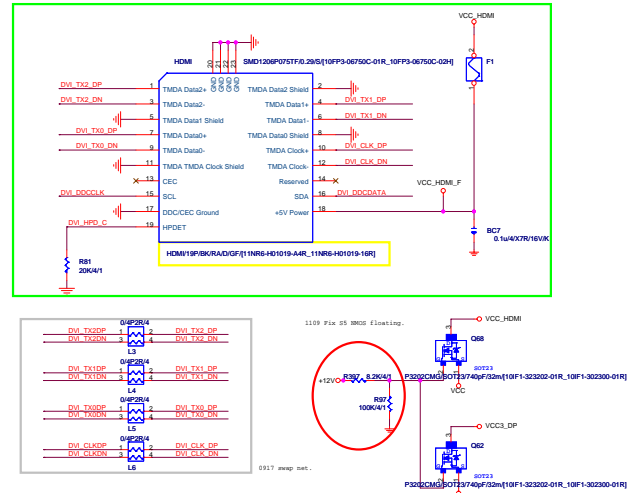 VCC_HDMI
HDMI
SMD1206P075TF/0.29/S/[10FP3-06750C-01R_10FP3-06750C-02H]
20 21 22 23
GND GND GND GND
F1
2
1
DVI_TX2_DP 1 TMDA Data2+ TMDA Data2 Shield 2
DVI_TX2_DN 3 TMDA Data2- TMDA Data1+ 4 DVI_TX1_DP
5 TMDA Data1 Shield TMDA Data1- 6 DVI_TX1_DN
DVI_TX0_DP 7 TMDA Data0+ TMDA Data0 Shield 8
DVI_TX0_DN 9 TMDA Data0- TMDA Clock+ 10 DVI_CLK_DP
11 TMDA TMDA Clock Shield TMDA Clock- 12 DVI_CLK_DN
13 CEC Reserved 14
DVI_DDCCLK 15 SCL SDA 16 DVI_DDCDATA
17 DDC/CEC Ground +5V Power 18
DVI_HPD_C 19 HPDET
VCC_HDMI_F
BC7
0.1u/4/X7R/16V/K
HDMI/19P/BK/RA/D/GF/[11NR6-H01019-A4R_11NR6-H01019-16R]
R81
20K/4/1
0/4P2R/4
DVI_TX2DP 1 2 DVI_TX2_DP
DVI_TX2DN 3 4 DVI_TX2_DN
L3
0/4P2R/4
DVI_TX1DP 1 2 DVI_TX1_DP
DVI_TX1DN 3 4 DVI_TX1_DN
L4
0/4P2R/4
DVI_TX0DP 1 2 DVI_TX0_DP
DVI_TX0DN 3 4 DVI_TX0_DN
L5
0/4P2R/4
DVI_CLKDP 1 2 DVI_CLK_DP
DVI_CLKDN 3 4 DVI_CLK_DN
L6
0917 swap net.
1109 Fix S5 NMOS floating.
+12V
R397 8.2K/4/1
R97
100K/4/1
VCC_HDMI
3
Q68
SOT23
P3202CMG/SOT23/740pF/32m/[10IF1-323202-01R_10IF1-302300-01R]
VCC
VCC3_DP
3
Q62
SOT23
P3202CMG/SOT23/740pF/32m/[10IF1-323202-01R_10IF1-302300-01R]